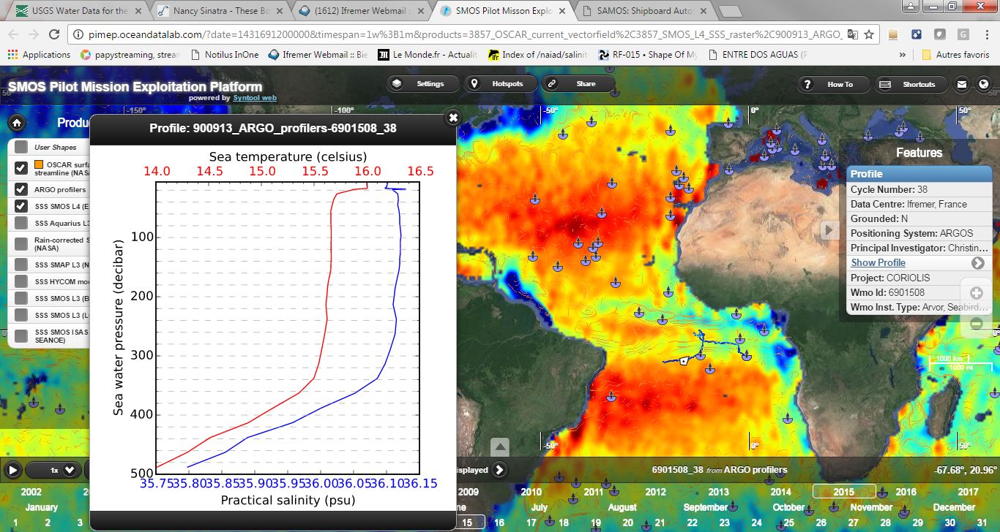 USGS Water Data for the
Nancy Sinatra - These Bo
(1612) Ifremer Webmail
SMOS Pilot Misson Explo
SAMOS: Shipboard Auto
pimep.oceandatalab.com/?date=1431691200000&timespan=1w%3B1m&products=3857_OSCAR_current_vectorfield%2C3857_SMOS_L4_SSS_raster%2C900913_ARGO_
Applications
papystreaming, strean
Notilus InOne
Ifremer Webmail :: Bie
Le Monde.fr - Actualit
Index of /naiad/salinit
RF-015 • Shape Of My
ENTRE DOS AGUAS (P
»
Autres favoris
SMOS Pilot Mission Exploitation Platform
powered by Syntool web
Settings
Hotspots
Share
How To
Shortcuts
-150°
-100°
-50°
0°
50°
Produ
User Shapes
OSCAR surfa
streamline (NASA
ARGO profilers
SSS SMOS L4 (E
SSS Aquarius L3
Rain-corrected S
(NASA)
SSS SMAP L3 (N
SSS HYCOM mo
SSS SMOS L3 (B
SSS SMOS L3 (L
SSS SMOS ISAS
SEANOE)
Profile: 900913_ARGO_profilers-6901508_38
Sea temperature (celsius)
14.0 14.5 15.0 15.5 16.0 16.5
Sea water pressure (decibar)
100
200
300
400
500
35.75 35.80 35.85 35.90 35.95 36.00 36.05 36.10 36.15
Practical salinity (psu)
Features
Profile
Cycle Number: 38
Data Centre: Ifremer, France
Grounded: N
Positioning System: ARGOS
Principal Investigator: Christin...
Show Profile
Project: CORIOLIS
Wmo Id: 6901508
Wmo Inst. Type: Arvor, Seabird...
1000 km
1000 mi
-50°
0°
50°
1x
isplayed
6901508_38 from ARGO profilers
-67.68°, 20.96°
2002
2009 2010 2011 2012 2013 2014 2015 2016 2017
January
ne
July August September October November December
1 2 3
15 16 17 18 19 20 21 22 23 24 25 26 27 28 29 30 31